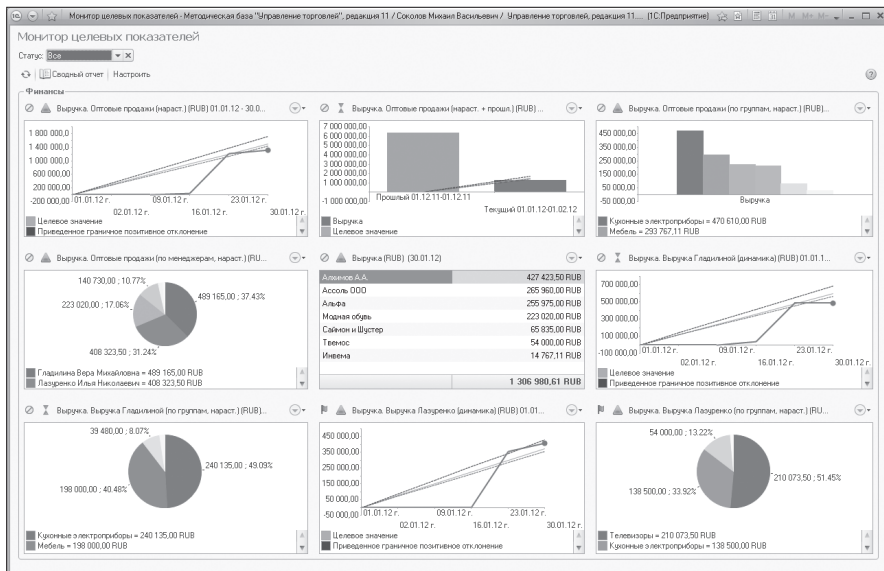 Монитор целевых показателей - Методическая база "Управление торговлей", редакция 11 / Соколов Михаил Васильевич / Управление торговлей, редакция 11.... (1С:Предприятие)
M M+ M-
Монитор целевых показателей
Статус: Все
Сводный отчет Настроить
Финансы
Выручка. Оптовые продажи (нараст.) (RUB) 01.01.12 - 30.0...
1 800 000,0
1 400 000,0
1 000 000,0
600 000,0
200 000,00
-200 000,00
01.01.12 г. 09.01.12 г. 23.01.12 г.
02.01.12 г. 16.01.12 г. 30.01.12 г.
Целевое значение
Приведенное граничное позитивное отклонение
Выручка. Оптовые продажи (нараст. + прошл.) (RUB) ...
7 000 000,00
6 000 000,00
5 000 000,00
4 000 000,00
3 000 000,00
2 000 000,00
1 000 000,00
-1 000 000,00
Прошлый 01.12.11-01.12.11
Текущий 01.01.12-01.02.12
Выручка
Целевое значение
Выручка. Оптовые продажи (по группам, нараст.) (RUB)...
450 000,00
350 000,00
250 000,00
150 000,00
50 000,00
-50 000,00
Выручка
Кухонные электроприборы = 470 610,00 RUB
Мебель = 293 767,11 RUB
Выручка. Оптовые продажи (по менеджерам, нараст.) (RU...
140 730,00 ; 10.77%
489 165,00 ; 37.43%
223 020,00 ; 17.06%
408 323,50 ; 31.24%
Гладилина Вера Михайловна = 489 165,00 RUB
Лазуренко Илья Николаевич = 408 323,50 RUB
Выручка (RUB) (30.01.12)
Алхимов А.А. 427 423,50 RUB
Ассоль ООО 265 960,00 RUB
Альфа 255 975,00 RUB
Модная обувь 223 020,00 RUB
Саймон и Шустер 65 835,00 RUB
Твемос 54 000,00 RUB
Инвема 14 767,11 RUB
1 306 980,61 RUB
Выручка. Выручка Гладилиной (динамика) (RUB) 01.01.1...
700 000,00
500 000,00
300 000,00
100 000,00
-100 000,00
01.01.12 г. 09.01.12 г. 23.01.12 г.
02.01.12 г. 16.01.12 г. 30.01.12 г.
Целевое значение
Приведенное граничное позитивное отклонение
Выручка. Выручка Гладилиной (по группам, нараст.) (RUB)...
39 480,00 ; 8.07%
240 135,00 ; 49.09%
198 000,00 ; 40.48%
Кухонные электроприборы = 240 135,00 RUB
Мебель = 198 000,00 RUB
Выручка. Выручка Лазуренко (динамика) (RUB) 01.01...
450 000,00
350 000,00
250 000,00
150 000,00
50 000,00
-50 000,00
01.01.12 г. 09.01.12 г. 23.01.12 г.
02.01.12 г. 16.01.12 г. 30.01.12 г.
Целевое значение
Приведенное граничное позитивное отклонение
Выручка. Выручка Лазуренко (по группам, нараст.) (RU...
54 000,00 ; 13.22%
210 073,50 ; 51.45%
138 500,00 ; 33.92%
Телевизоры = 210 073,50 RUB
Кухонные электроприборы = 138 500,00 RUB